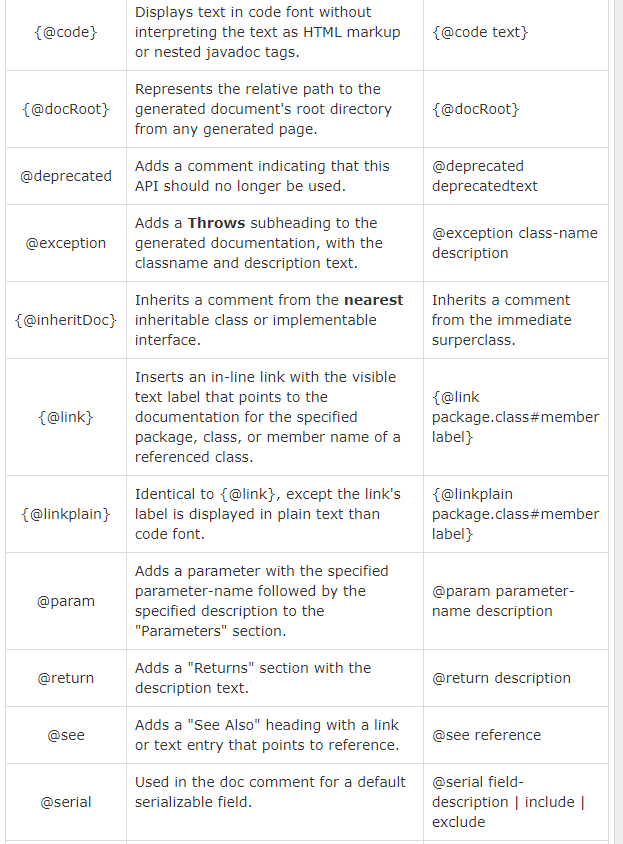 Displays text in code font without
{@code} interpreting the text as HTML markup {@code text}
or nested javadoc tags.
Represents the relative path to the
{@docRoot} generated document's root directory {@docRoot}
from any generated page.
@deprecated
Adds a comment indicating that this
API should no longer be used.
@deprecated
deprecatedtext
@exception
Adds a Throws subheading to the
generated documentation, with the
classname and description text.
@exception class-name
description
{@inheritDoc}
Inherits a comment from the nearest
inheritable class or implementable
interface.
Inherits a comment
from the immediate
surperclass.
{@link}
Inserts an in-line link with the visible
text label that points to the
documentation for the specified
package, class, or member name of a
referenced class.
{@link
package.class#member
label}
{@linkplain}
Identical to {@link}, except the link's
label is displayed in plain text than
code font.
{@linkplain
package.class#member
label}
@param
Adds a parameter with the specified
parameter-name followed by the
specified description to the
"Parameters" section.
@param parameter-
name description
@return
Adds a "Returns" section with the
description text.
@return description
@see
Adds a "See Also" heading with a link
or text entry that points to reference.
@see reference
@serial
Used in the doc comment for a default
serializable field.
@serial field-
description | include |
exclude